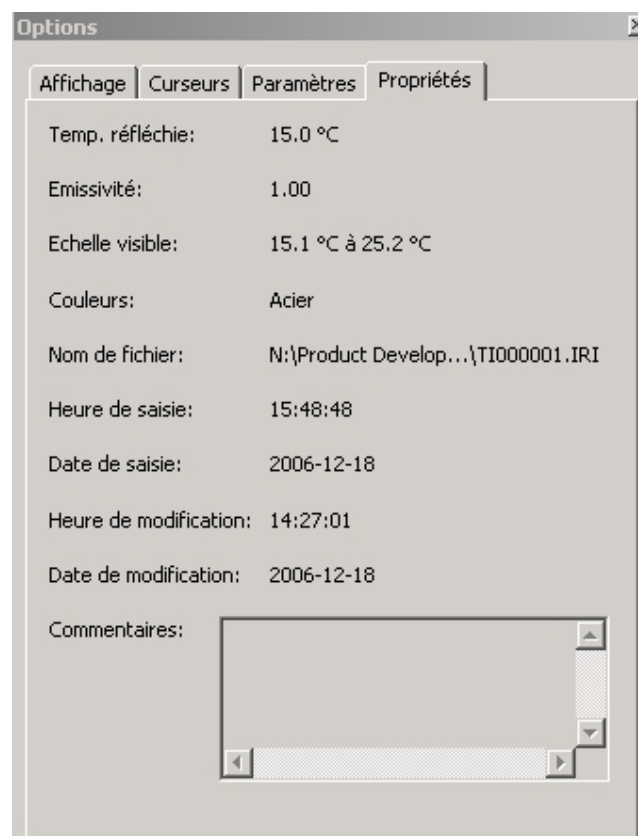 Options
Affichage Curseurs Paramètres Propriétés
Temp. réfléchie: 15.0 °C
Emissivité: 1.00
Echelle visible: 15.1 °C à 25.2 °C
Couleurs: Acier
Nom de fichier: N:\Product Develop...\TI000001.IRI
Heure de saisie: 15:48:48
Date de saisie: 2006-12-18
Heure de modification: 14:27:01
Date de modification: 2006-12-18
Commentaires: